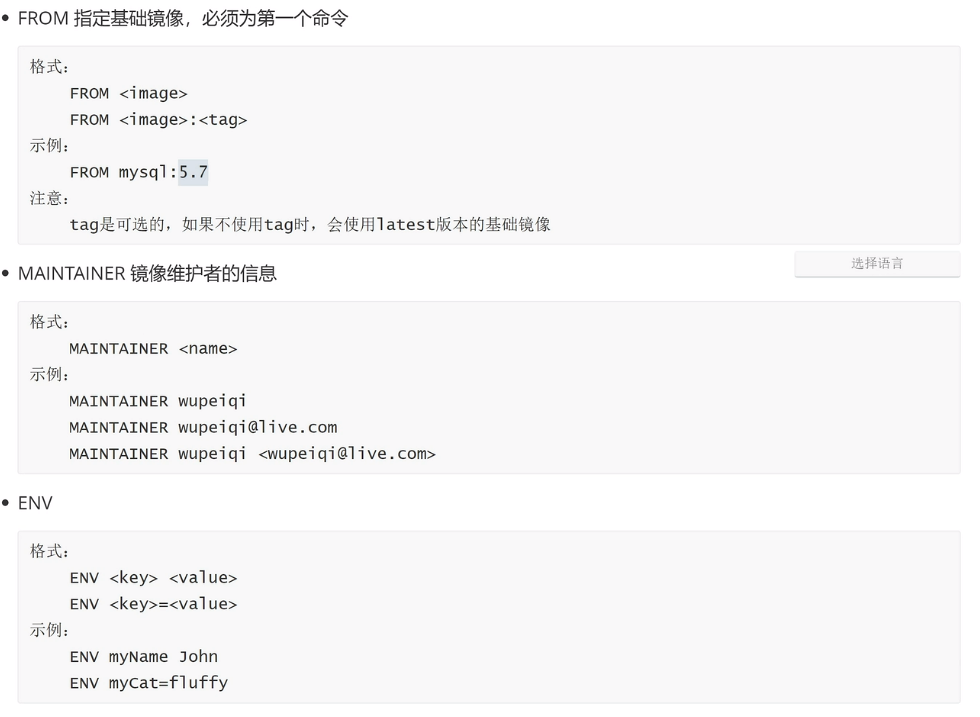 • FROM 指定基础镜像，必须为第一个命令
格式：
FROM <image>
FROM <image>:<tag>
示例：
FROM mysql:5.7
注意：
tag是可选的，如果不使用tag时，会使用latest版本的基础镜像
选择语言
• MAINTAINER 镜像维护者的信息
格式：
MAINTAINER <name>
示例：
MAINTAINER wupeiqi
MAINTAINER wupeiqi@live.com
MAINTAINER wupeiqi <wupeiqi@live.com>
• ENV
格式：
ENV <key> <value>
ENV <key>=<value>
示例：
ENV myName John
ENV myCat=fluffy